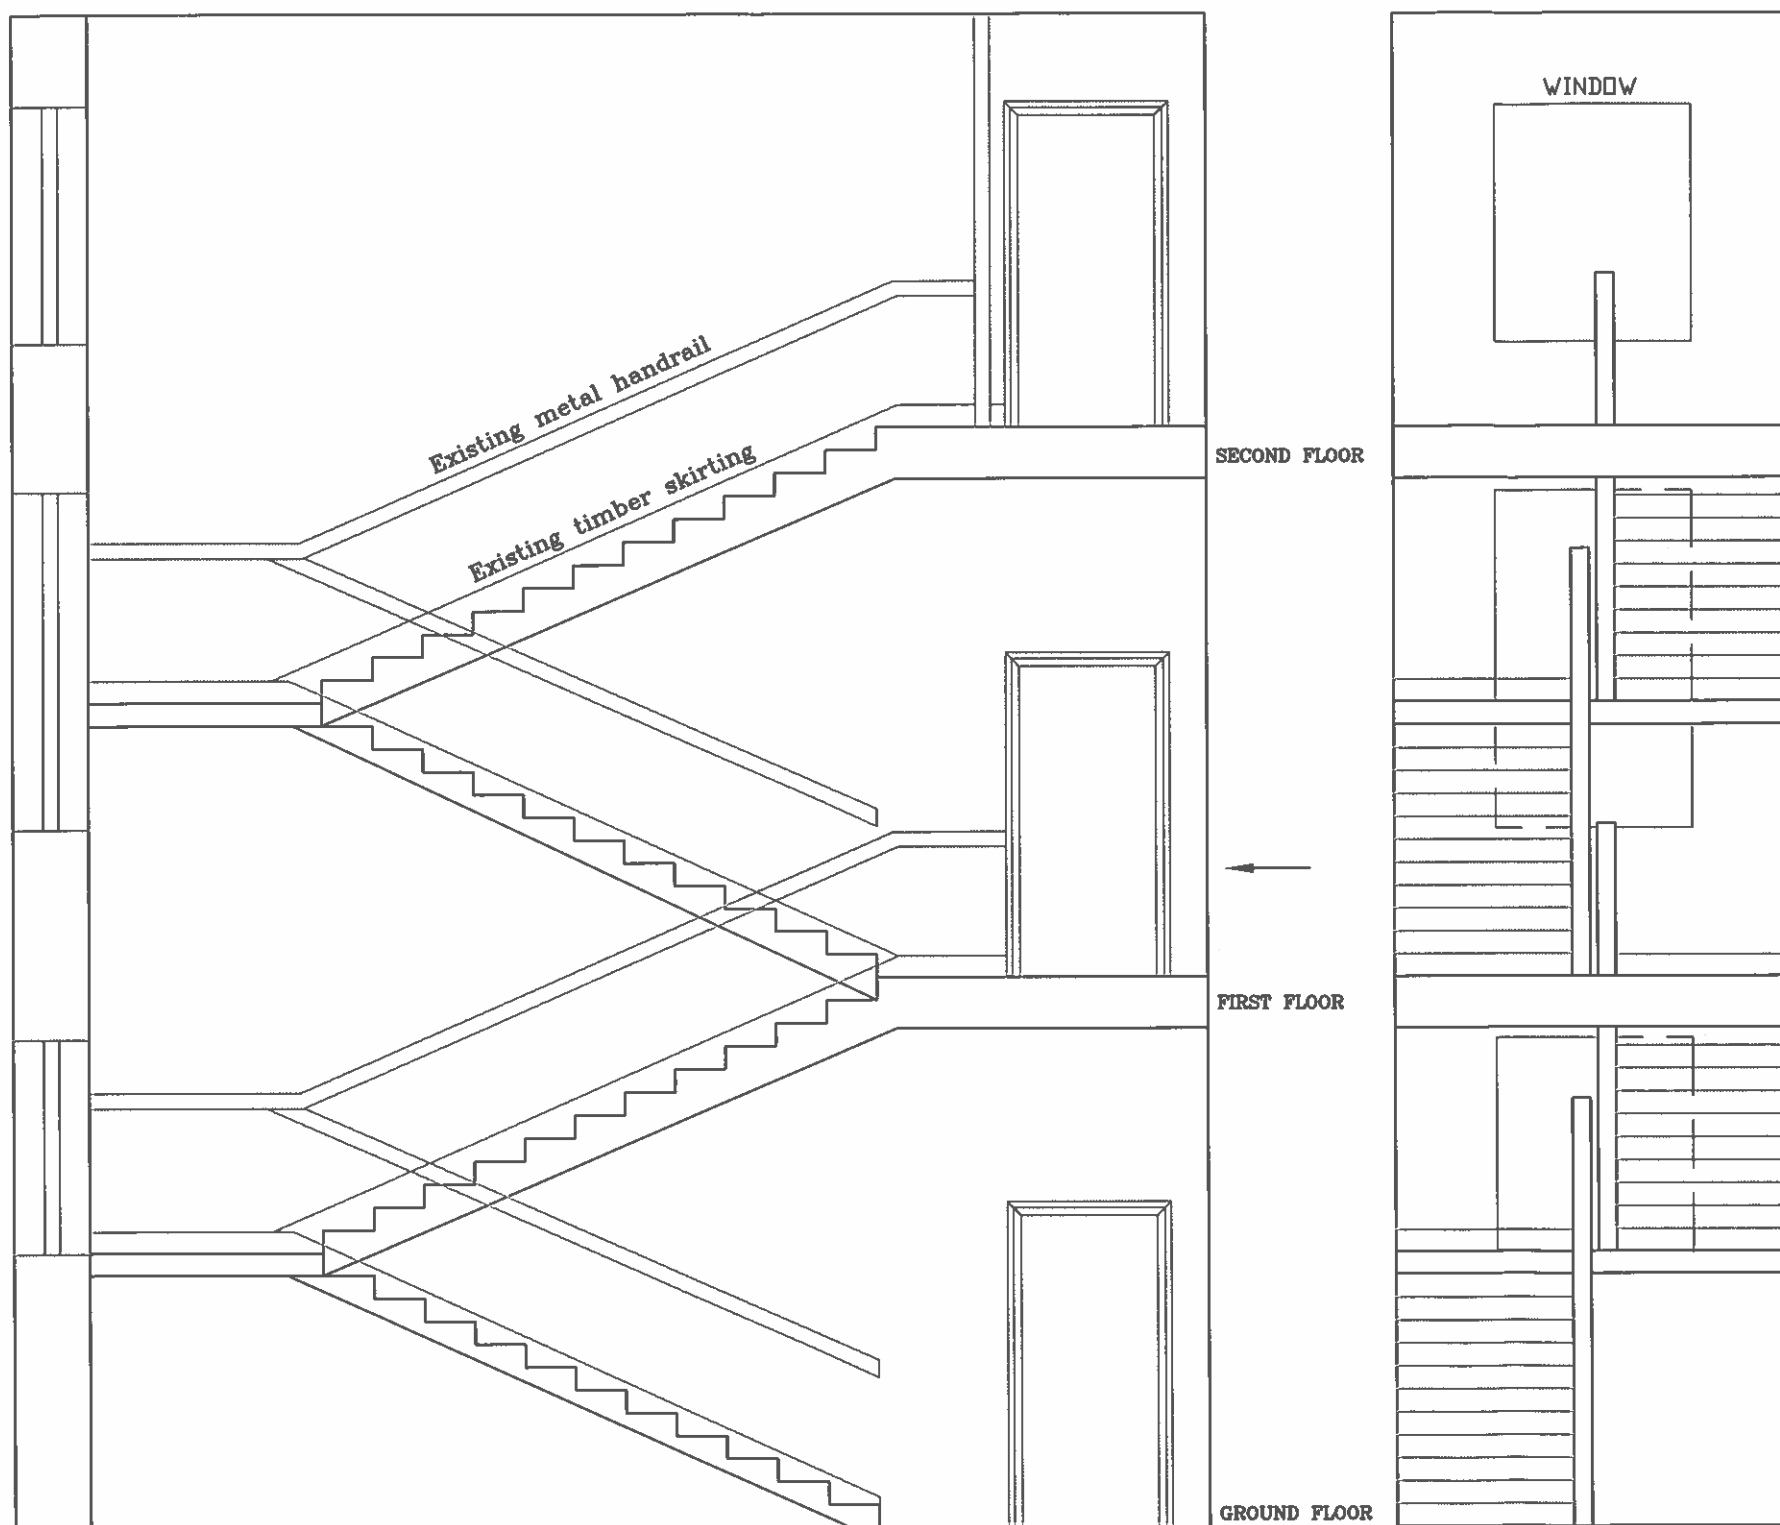 WINDOW
Existing metal handrail
Existing timber skirting
SECOND FLOOR
FIRST FLOOR
GROUND FLOOR